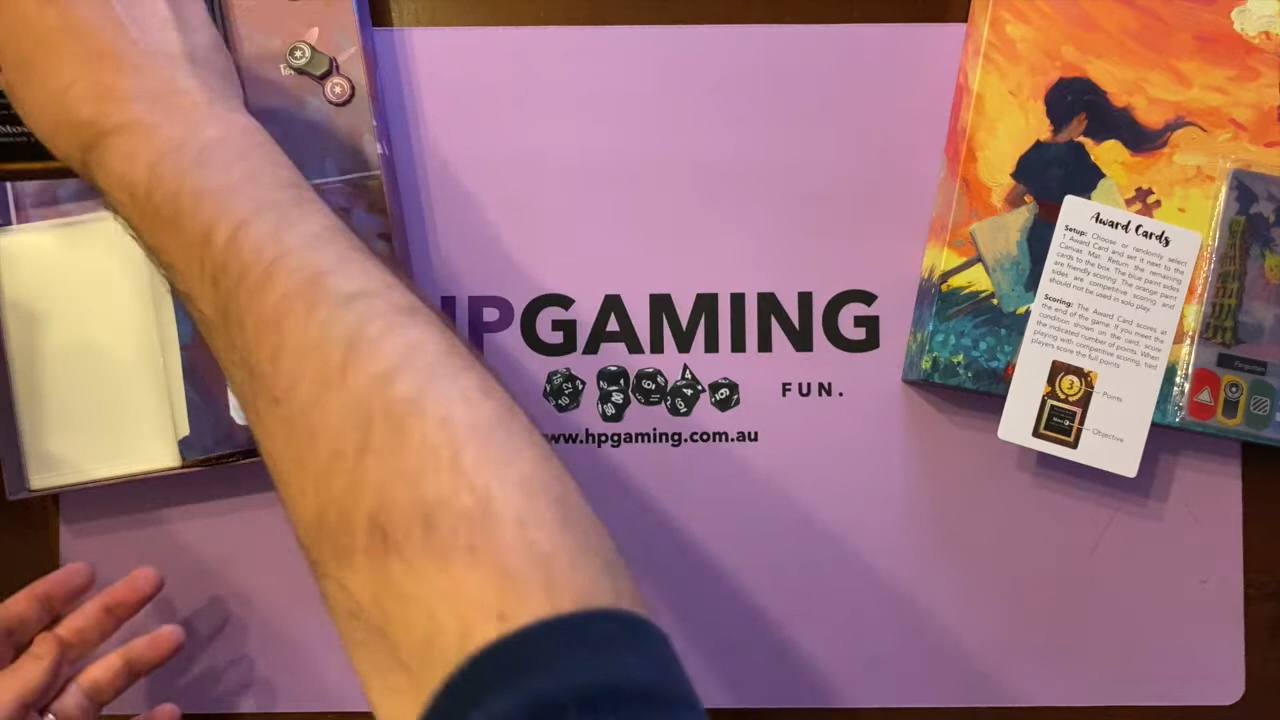 HPGAMING
FUN.
www.hpgaming.com.au
Award Cards
Setup: Choose or randomly select
1 Award Card and set it next to the
Canvas Mat. Return the remaining
cards to the box. The blue paint sides
are friendly scoring. The orange paint
sides are competitive scoring and
should not be used in solo play.
Scoring: The Award Card scores at
the end of the game. If you meet the
condition shown on the card, score
the indicated number of points. When
playing with competitive scoring, tied
players score the full points.
3
Points
Objective
Forgotten